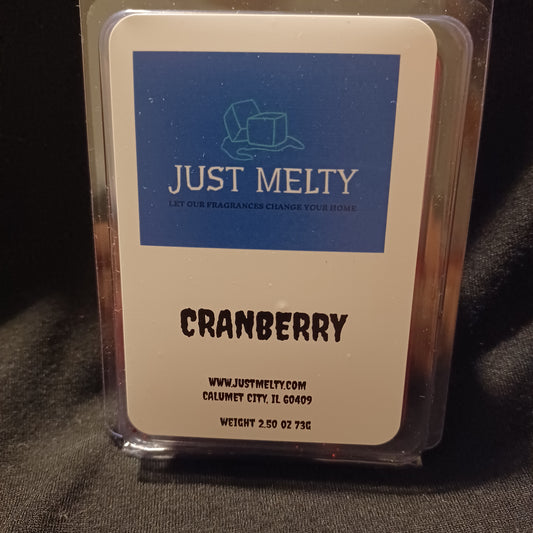 JUST MELTY
LET OUR FRAGRANCES CHANGE YOUR HOME
CRANBERRY
WWW.JUSTMELTY.COM
CALUMET CITY, IL 60409
WEIGHT 2.50 OZ 73G